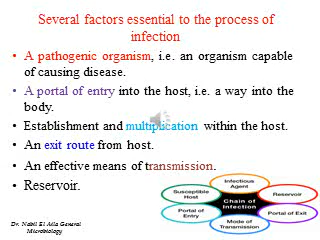 Several factors essential to the process of
infection
• A pathogenic organism, i.e. an organism capable
of causing disease.
• A portal of entry into the host, i.e. a way into the
body.
• Establishment and multiplication within the host.
• An exit route from host.
• An effective means of transmission.
• Reservoir.
Infectious
Agent
Susceptible
Host
Reservoir
Chain of
Infection
Portal of
Entry
Portal of Exit
Mode of
Transmission
Dr. Nabil El Aila General
Microbiology